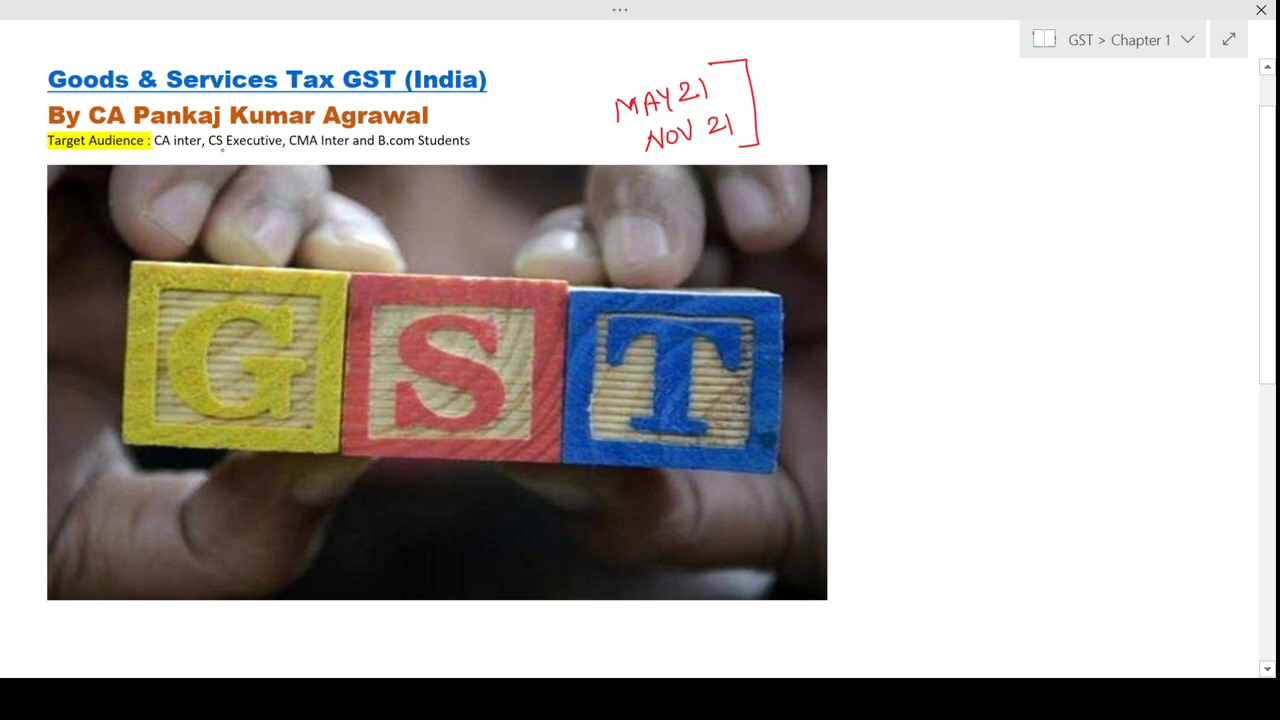 GST > Chapter 1
Goods & Services Tax GST (India)
By CA Pankaj Kumar Agrawal
Target Audience : CA inter, CS Executive, CMA Inter and B.com Students
MAY 21
NOV 21
GST